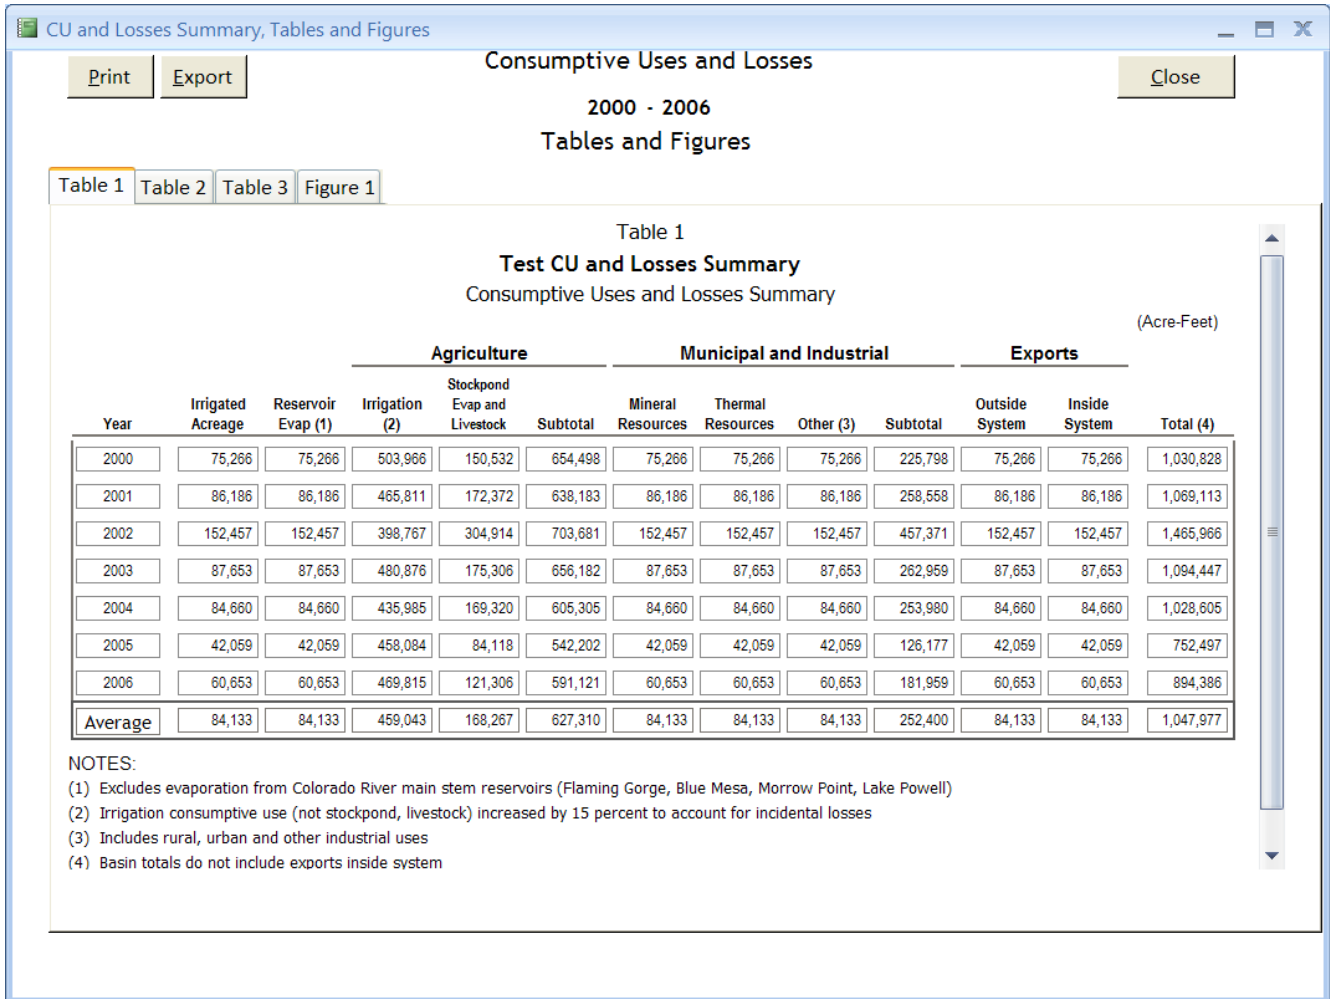 CU and Losses Summary, Tables and Figures
Print Export Consumptive Uses and Losses Close
2000 - 2006
Tables and Figures
Table 1 Table 2 Table 3 Figure 1
Table 1
Test CU and Losses Summary
Consumptive Uses and Losses Summary
(Acre-Feet)
Agriculture Municipal and Industrial Exports
Stockpond
Irrigated Reservoir Irrigation Evap and Mineral Thermal Outside Inside
Year Acreage Evap (1) (2) Livestock Subtotal Resources Resources Other (3) Subtotal System System Total (4)
2000 75,266 75,266 503,966 150,532 654,498 75,266 75,266 75,266 225,798 75,266 75,266 1,030,828
2001 86,186 86,186 465,811 172,372 638,183 86,186 86,186 86,186 258,558 86,186 86,186 1,069,113
2002 152,457 152,457 398,767 304,914 703,681 152,457 152,457 152,457 457,371 152,457 152,457 1,465,966
2003 87,653 87,653 480,876 175,306 656,182 87,653 87,653 87,653 262,959 87,653 87,653 1,094,447
2004 84,660 84,660 435,985 169,320 605,305 84,660 84,660 84,660 253,980 84,660 84,660 1,028,605
2005 42,059 42,059 458,084 84,118 542,202 42,059 42,059 42,059 126,177 42,059 42,059 752,497
2006 60,653 60,653 469,815 121,306 591,121 60,653 60,653 60,653 181,959 60,653 60,653 894,386
Average 84,133 84,133 459,043 168,267 627,310 84,133 84,133 84,133 252,400 84,133 84,133 1,047,977
NOTES:
(1) Excludes evaporation from Colorado River main stem reservoirs (Flaming Gorge, Blue Mesa, Morrow Point, Lake Powell)
(2) Irrigation consumptive use (not stockpond, livestock) increased by 15 percent to account for incidental losses
(3) Includes rural, urban and other industrial uses
(4) Basin totals do not include exports inside system